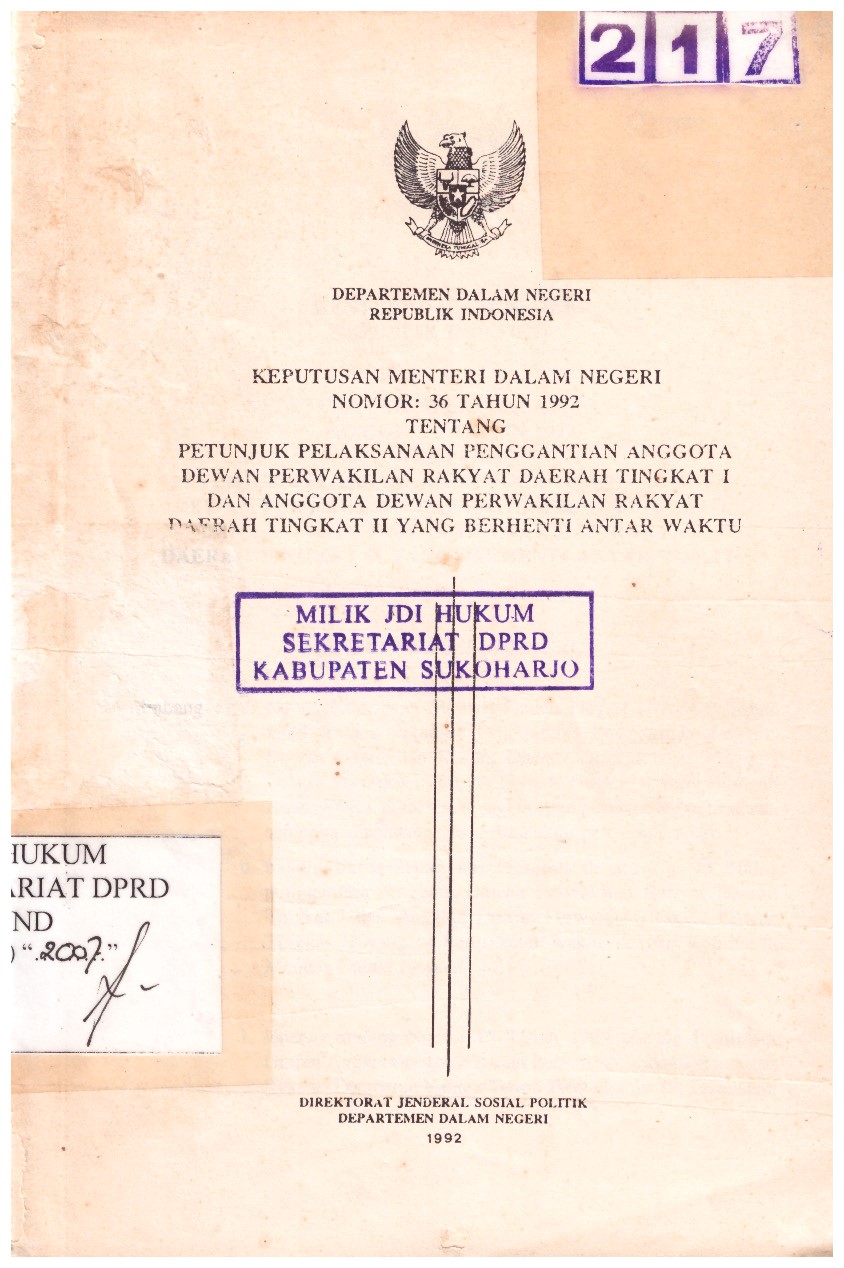 217
DEPARTEMEN DALAM NEGERI
REPUBLIK INDONESIA
KEPUTUSAN MENTERI DALAM NEGERI
NOMOR: 36 TAHUN 1992
TENTANG
PETUNJUK PELAKSANAAN PENGGANTIAN ANGGOTA
DEWAN PERWAKILAN RAKYAT DAERAH TINGKAT I
DAN ANGGOTA DEWAN PERWAKILAN RAKYAT
DAERAH TINGKAT II YANG BERHENTI ANTAR WAKTU
MILIK JDI HUKUM
SEKRETARIAT DPRD
KABUPATEN SUKOHARJO
HUKUM
ARIAT DPRD
ND
) “.2007.”
DIREKTORAT JENDERAL SOSIAL POLITIK
DEPARTEMEN DALAM NEGERI
1992